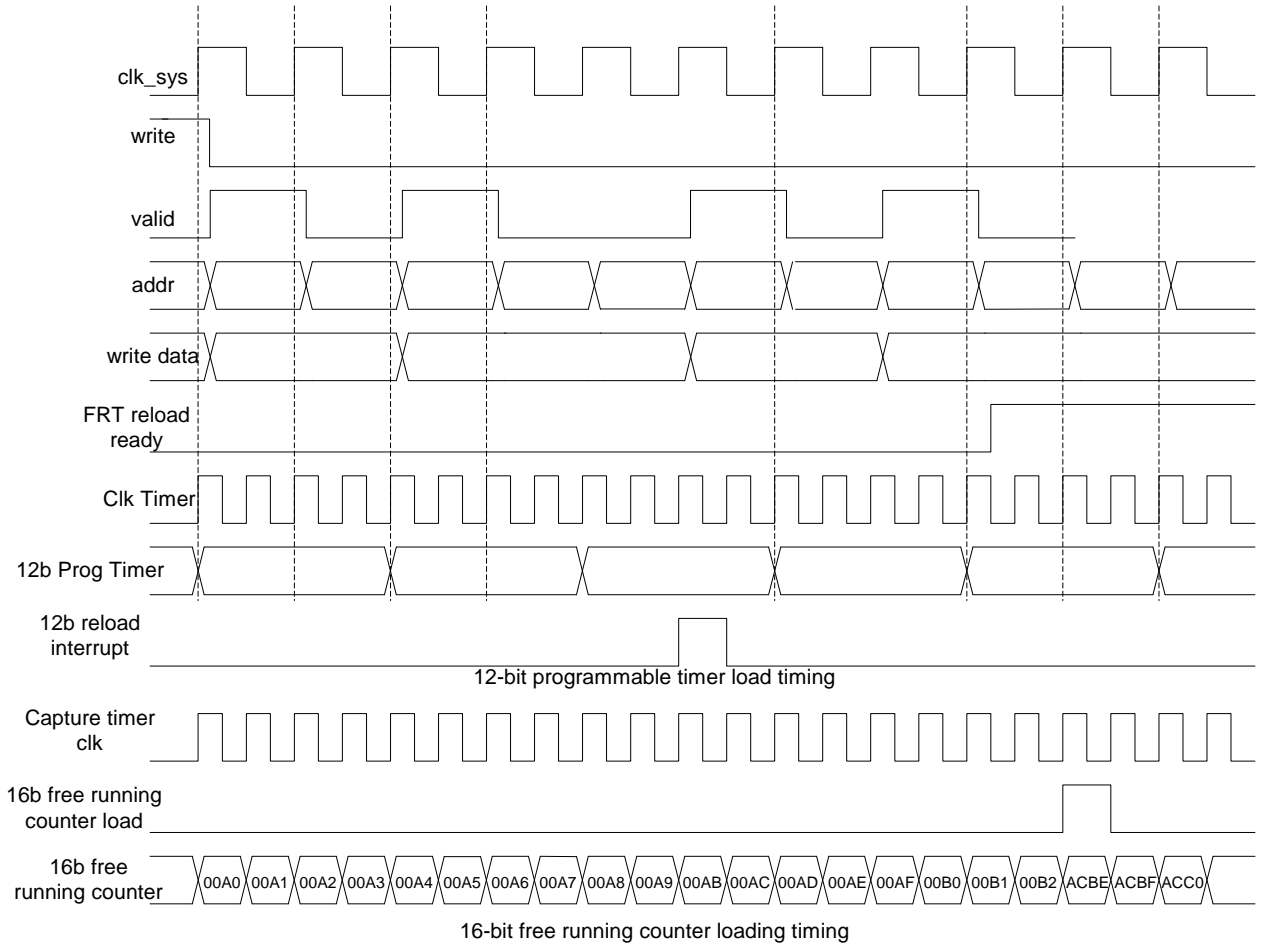 clk_sys
write
valid
addr
write data
FRT reload
ready
Clk Timer
12b Prog Timer
12b reload
interrupt
12-bit programmable timer load timing
Capture timer
clk
16b free running
counter load
16b free
running counter
00A0 00A1 00A2 00A3 00A4 00A5 00A6 00A7 00A8 00A9 00AB 00AC 00AD 00AE 00AF 00B0 00B1 00B2 ACBE ACBF ACC0
16-bit free running counter loading timing